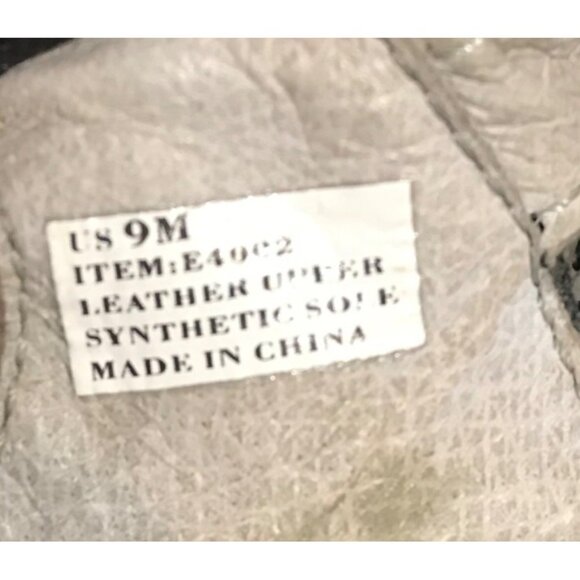 US 9M
ITEM:E40C2
LEATHER UPPER
SYNTHETIC SOLE
MADE IN CHINA